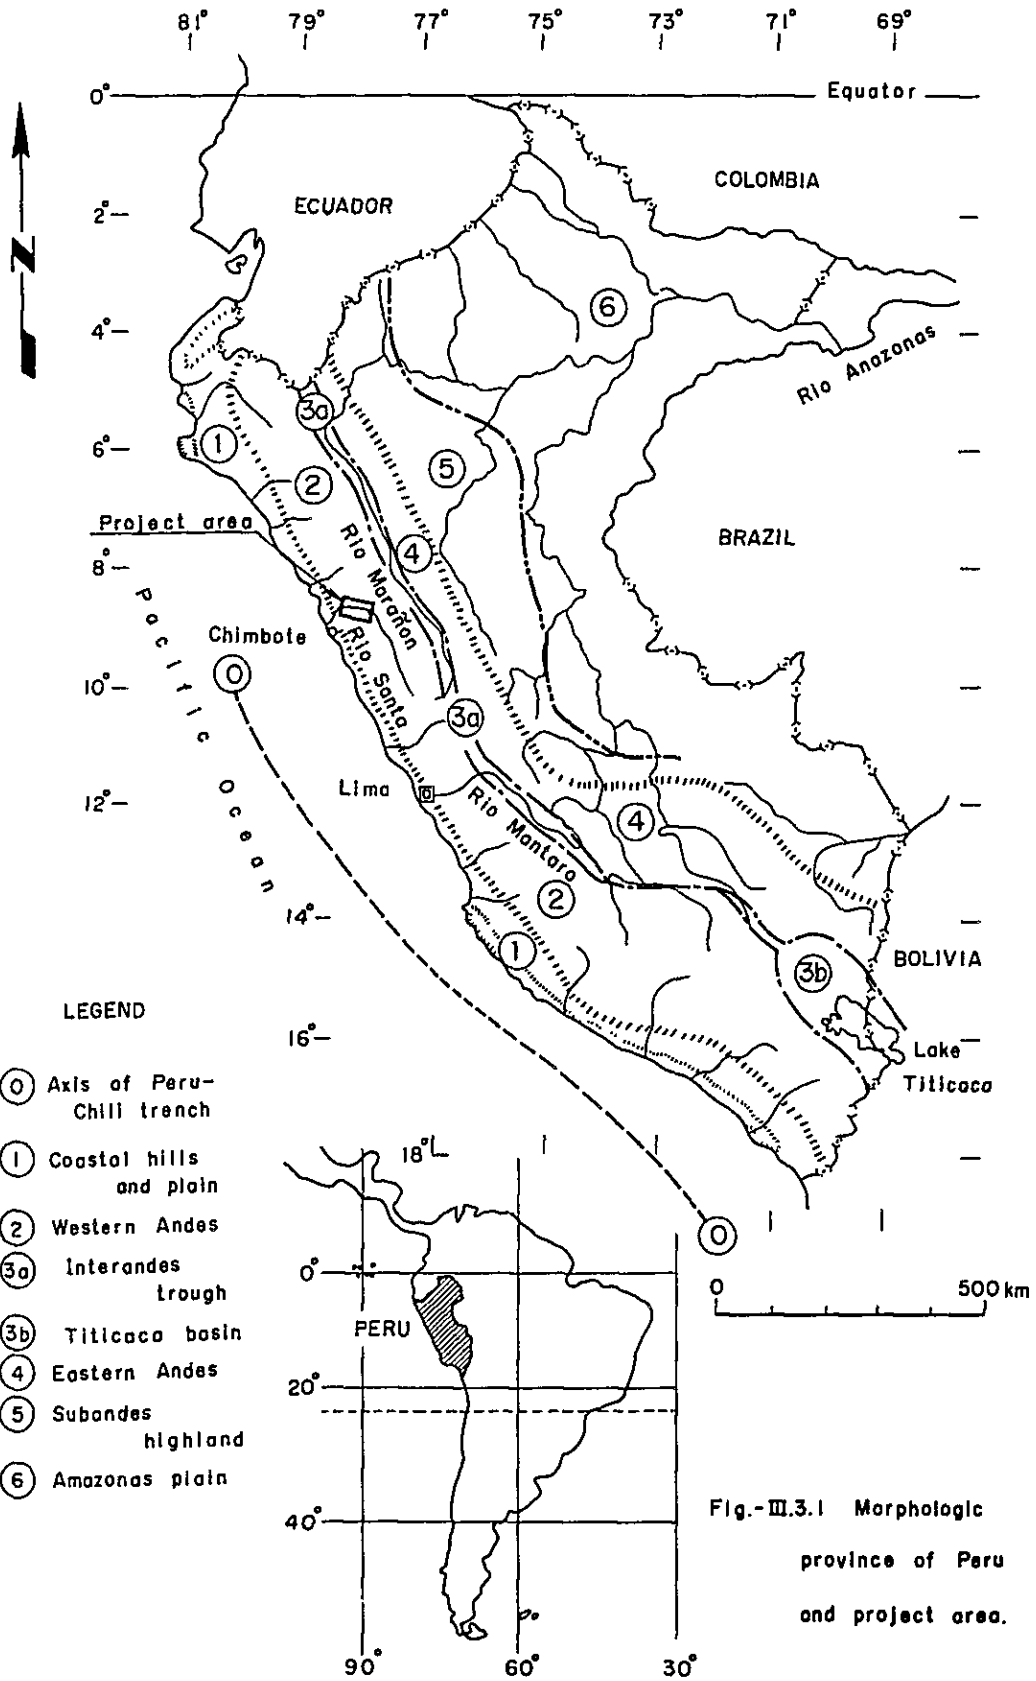 81° 79° 77° 75° 73° 71° 69°
0°
Equator
N
COLOMBIA
ECUADOR
2°
6
4°
Rio Anazonas
3a
1
5
6°
2
Project area
BRAZIL
4
8°
Rio Marañon
Pacific Ocean
Chimbote
Rio Santa
0
10°
3a
Lima
12°
Rio Mantaro
4
2
14°
1
BOLIVIA
3b
LEGEND
16°
Lake
Titicaca
0 Axis of Peru-
Chili trench
18°
1 Coastal hills
and plain
2 Western Andes
0
3a Interandes
trough
0°
0 500 km
3b Titicaca basin
PERU
4 Eastern Andes
20°
5 Subandes
highland
6 Amazonas plain
40°
Fig.-III.3.1 Morphologic
province of Peru
and project area.
90° 60° 30°